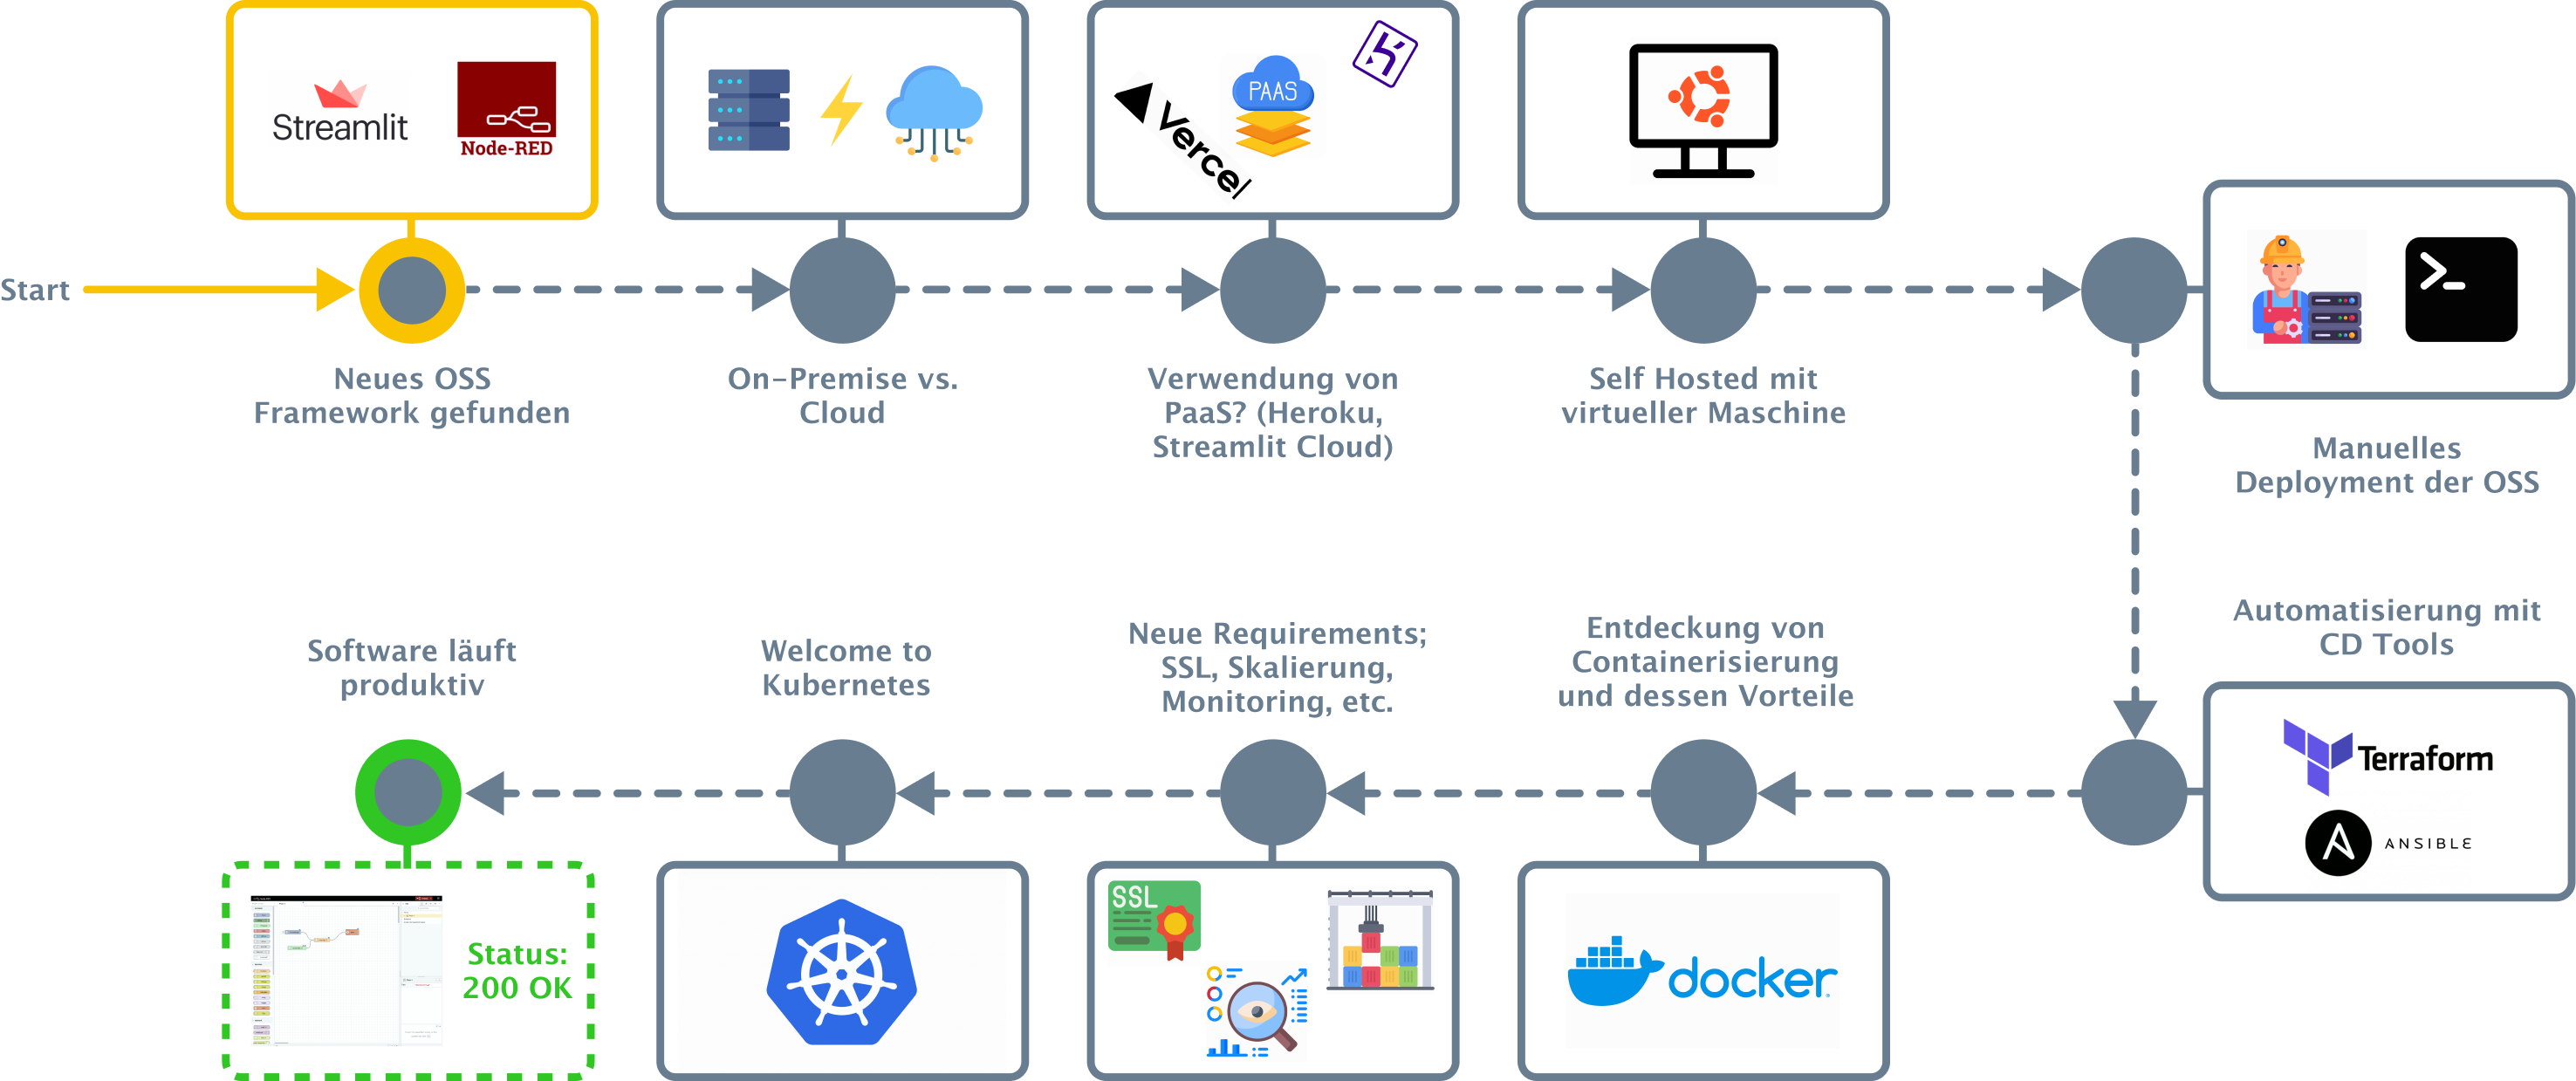 Start
Streamlit
Node-RED
Neues OSS
Framework gefunden
On-Premise vs.
Cloud
Vercel
PAAS
Verwendung von
PaaS? (Heroku,
Streamlit Cloud)
Self Hosted mit
virtueller Maschine
Manuelles
Deployment der OSS
Automatisierung mit
CD Tools
Terraform
ANSIBLE
Entdeckung von
Containerisierung
und dessen Vorteile
docker
Neue Requirements;
SSL, Skalierung,
Monitoring, etc.
SSL
Welcome to
Kubernetes
Software läuft
produktiv
Status:
200 OK